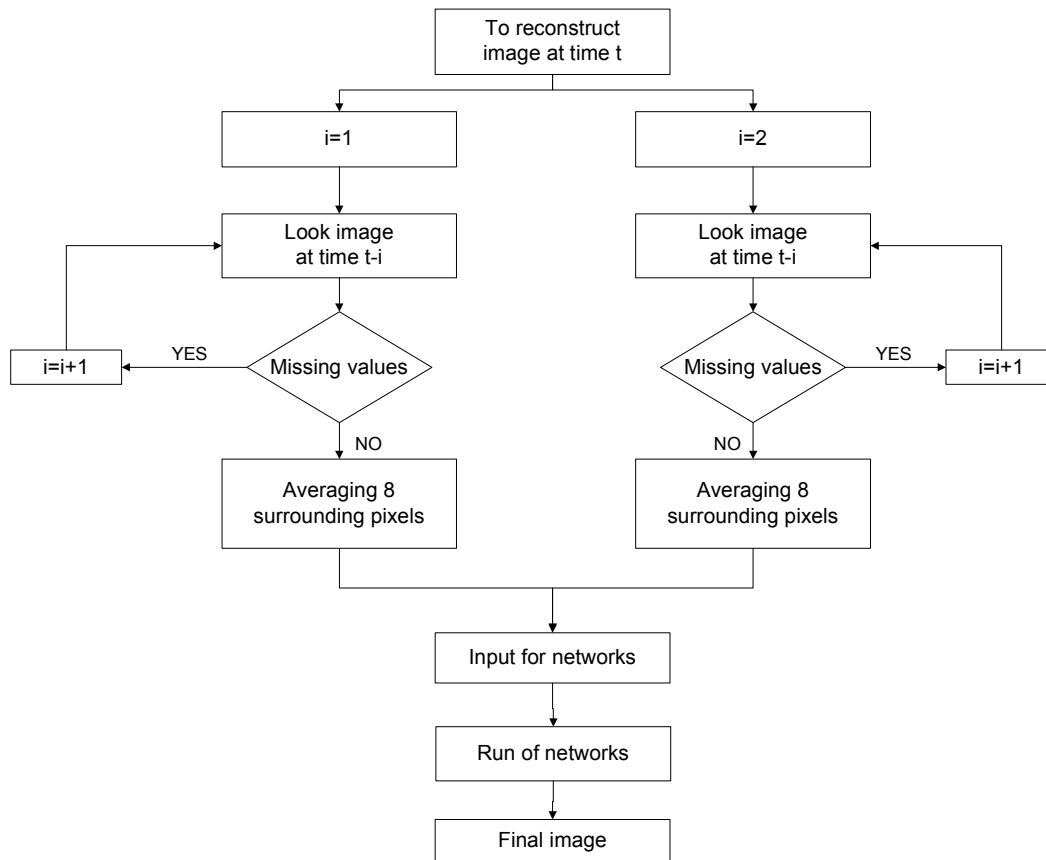 To reconstruct
image at time t
i=1
i=2
Look image
at time t-i
Look image
at time t-i
i=i+1
YES
Missing values
Missing values
YES
i=i+1
NO
NO
Averaging 8
surrounding pixels
Averaging 8
surrounding pixels
Input for networks
Run of networks
Final image